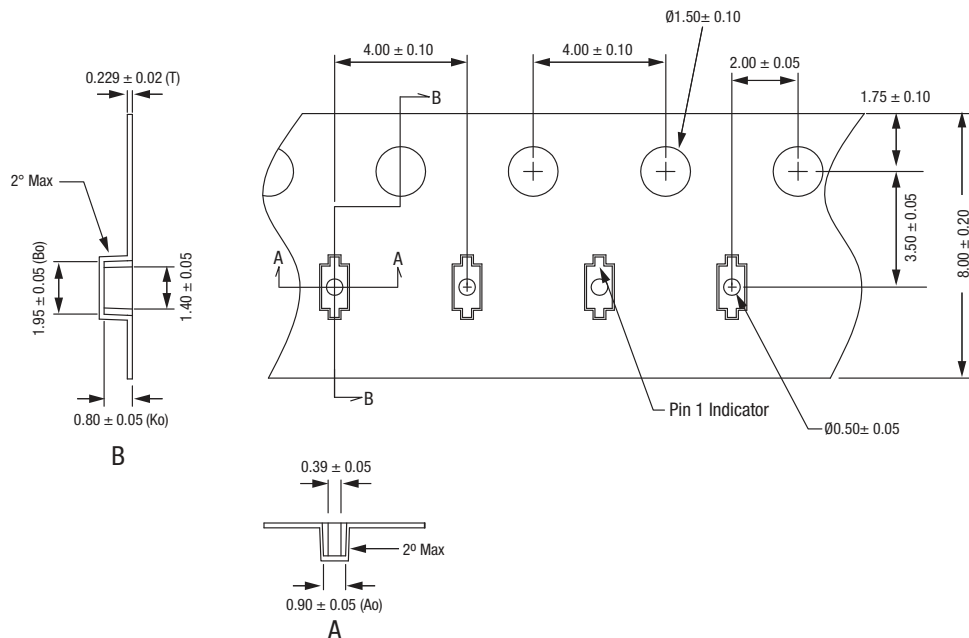 Ø1.50± 0.10
4.00 ± 0.10
4.00 ± 0.10
2.00 ± 0.05
0.229 ± 0.02 (T)
1.75 ± 0.10
B
2° Max
3.50 ± 0.05
8.00 ± 0.20
1.95 ± 0.05 (Bo)
1.40 ± 0.05
A
A
B
Pin 1 Indicator
0.80 ± 0.05 (Ko)
Ø0.50± 0.05
B
0.39 ± 0.05
2º Max
0.90 ± 0.05 (Ao)
A